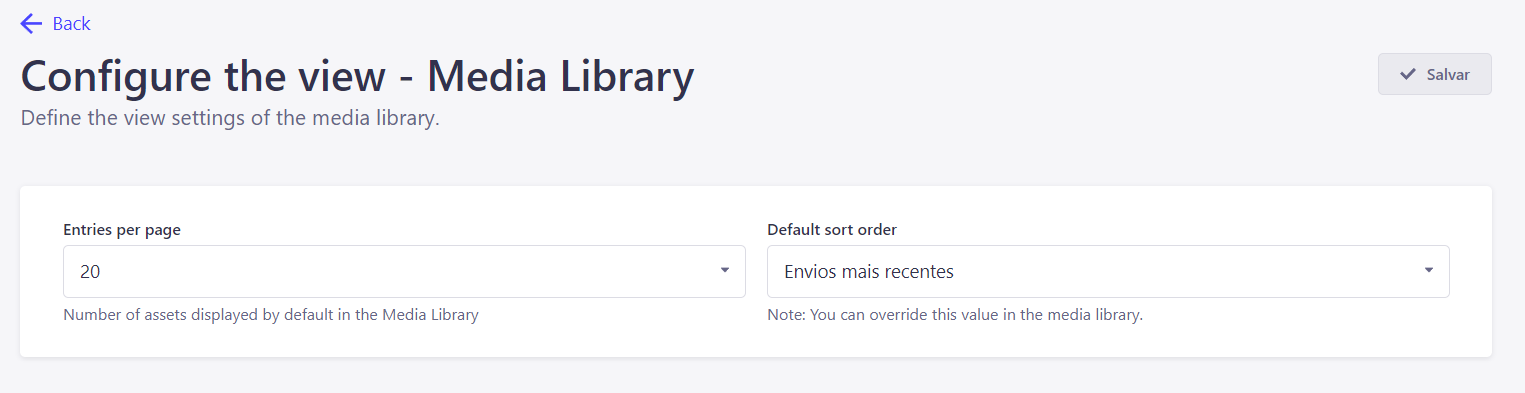 Back
Configure the view - Media Library
Salvar
Define the view settings of the media library.
Entries per page
Default sort order
20
Envios mais recentes
Number of assets displayed by default in the Media Library
Note: You can override this value in the media library.